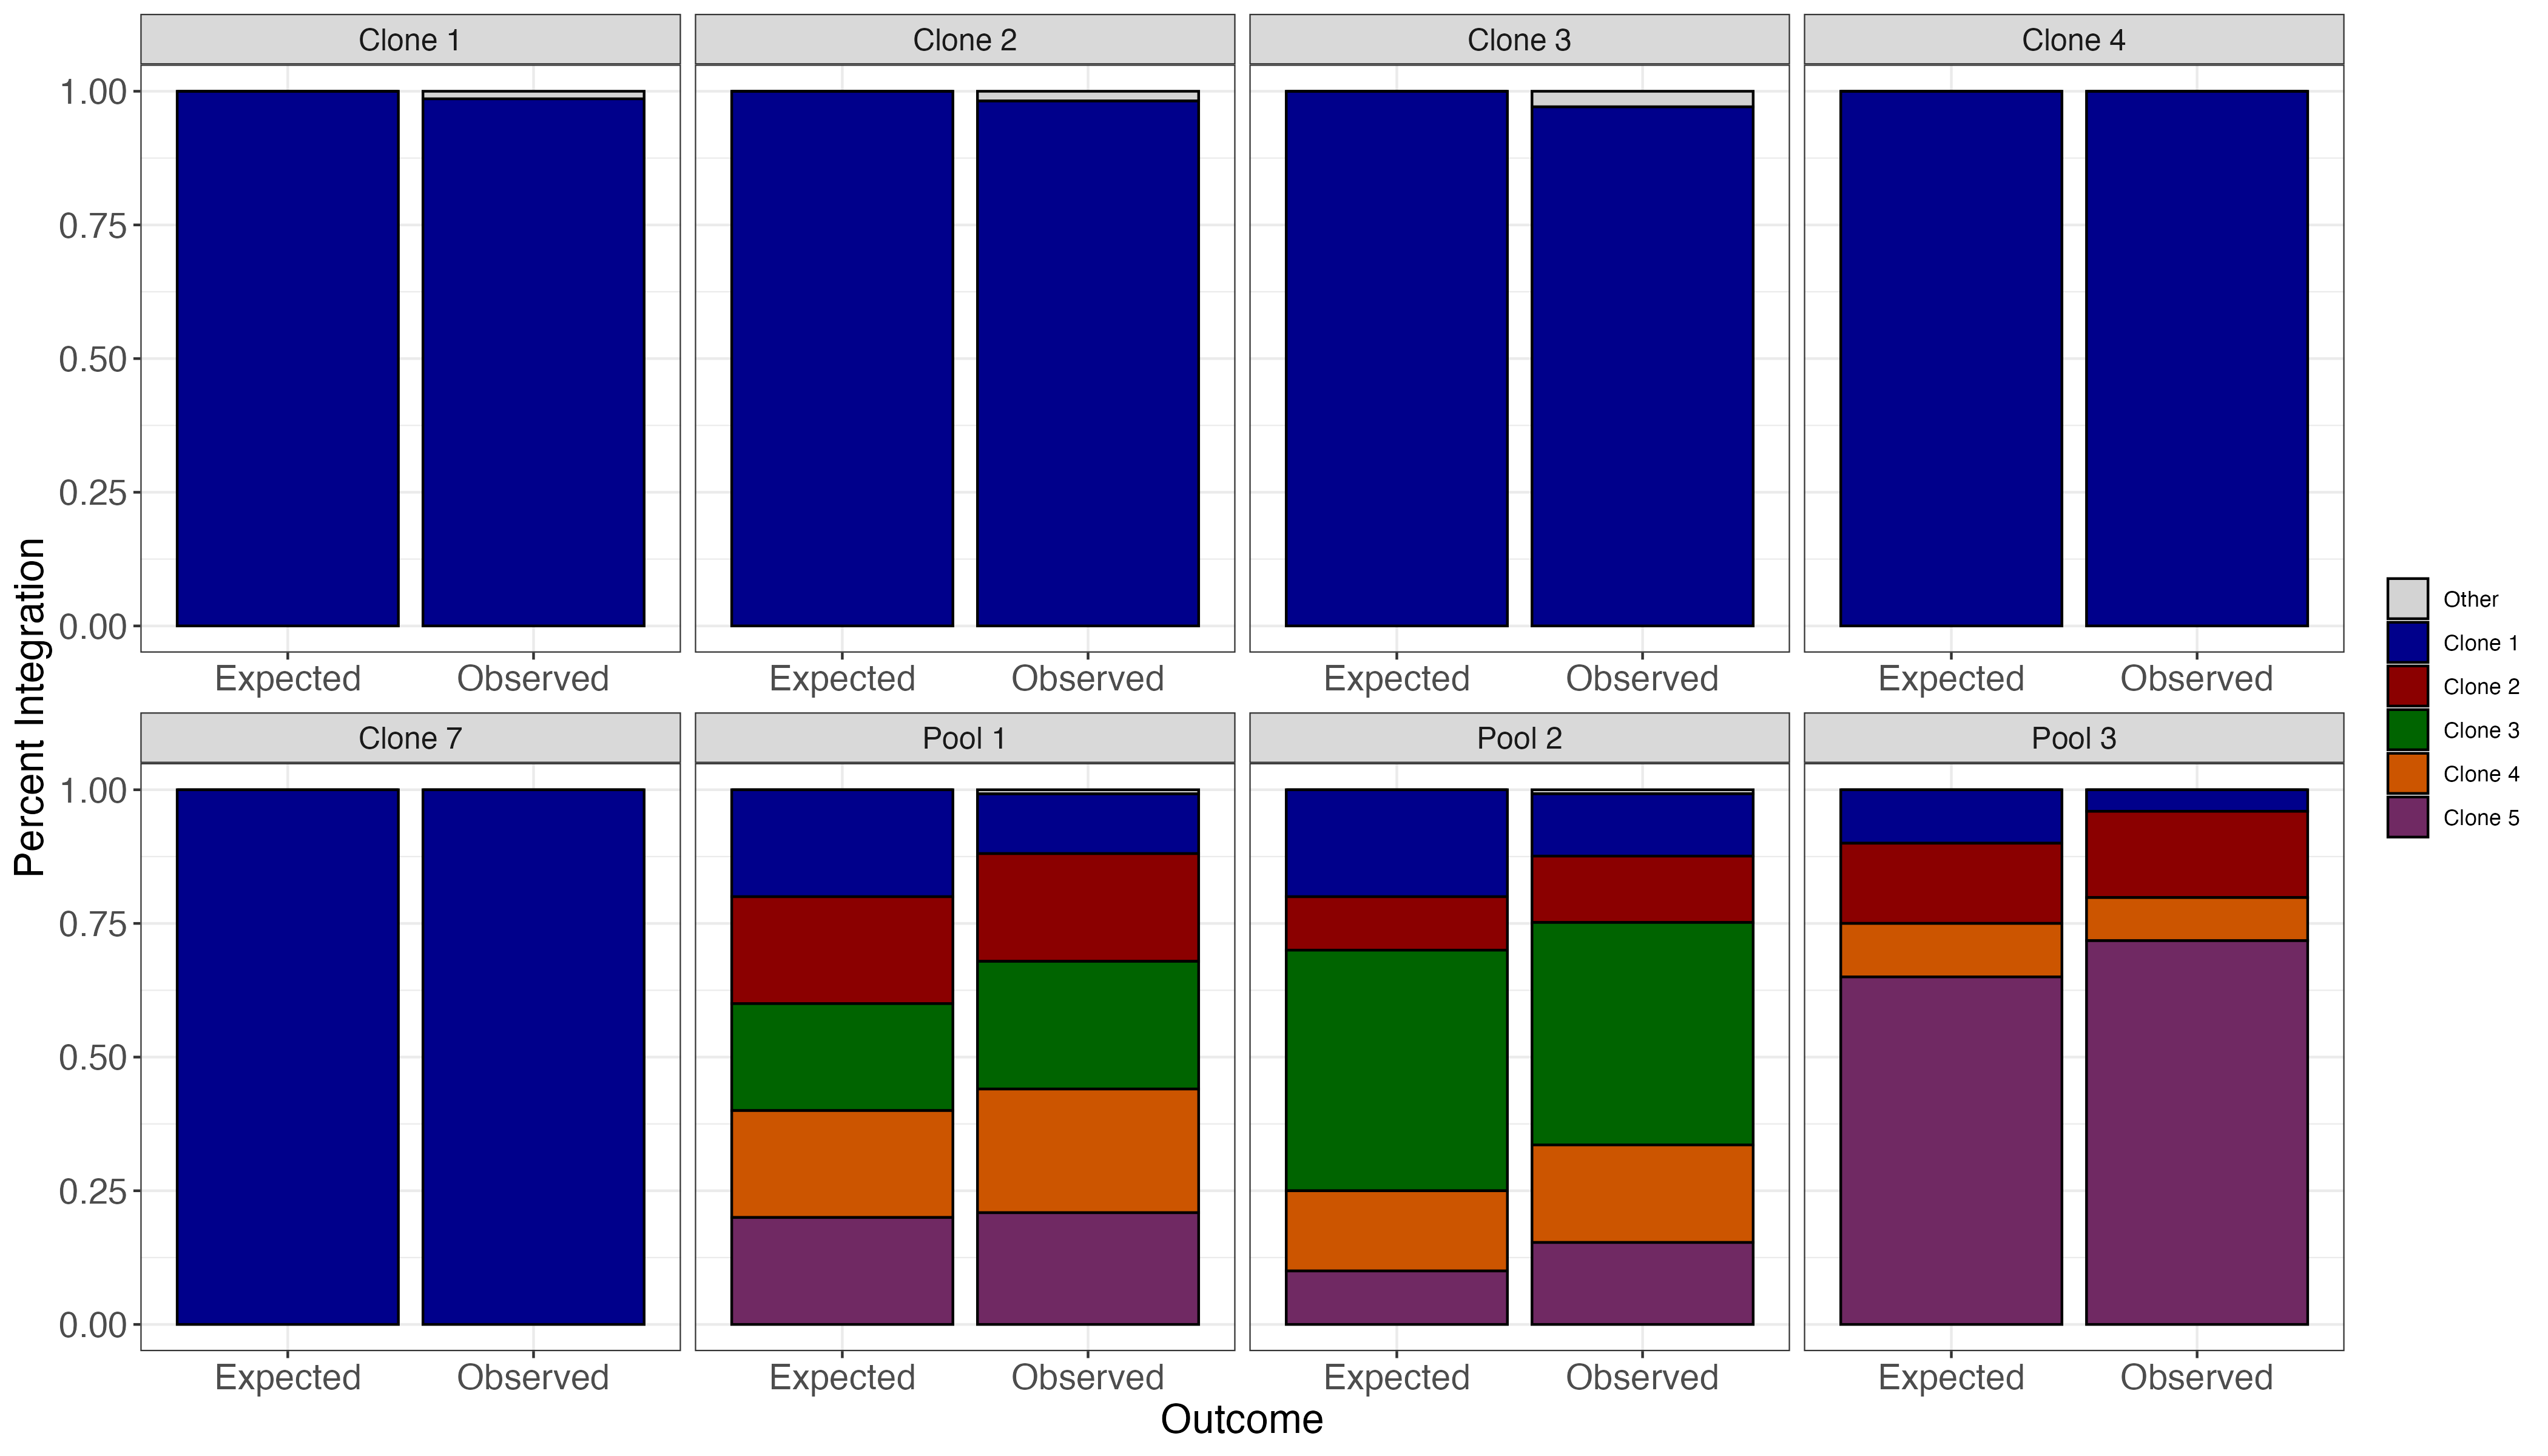 Clone 1 Clone 2 Clone 3 Clone 4
1.00
0.75
0.50
0.25
0.00
Expected Observed Expected Observed Expected Observed Expected Observed
Clone 7 Pool 1 Pool 2 Pool 3
1.00
0.75
0.50
0.25
0.00
Expected Observed Expected Observed Expected Observed Expected Observed
Outcome
Percent Integration
Other
Clone 1
Clone 2
Clone 3
Clone 4
Clone 5